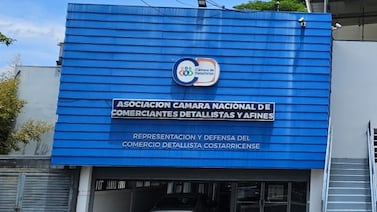 Cámara de
Detallistas
ASOCIACION CAMARA NACIONAL DE
COMERCIANTES DETALLISTAS Y AFINES
REPRESENTACION Y DEFENSA DEL
COMERCIO DETALLISTA COSTARRICENSE